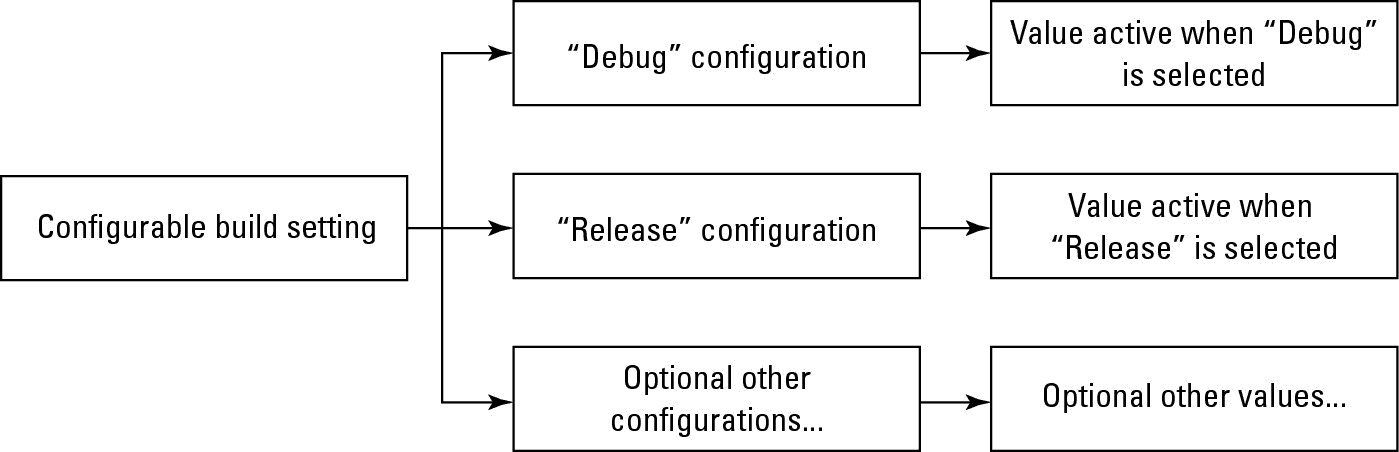 “Debug” configuration
Value active when “Debug”
is selected
Configurable build setting
“Release” configuration
Value active when
“Release” is selected
Optional other
configurations...
Optional other values...